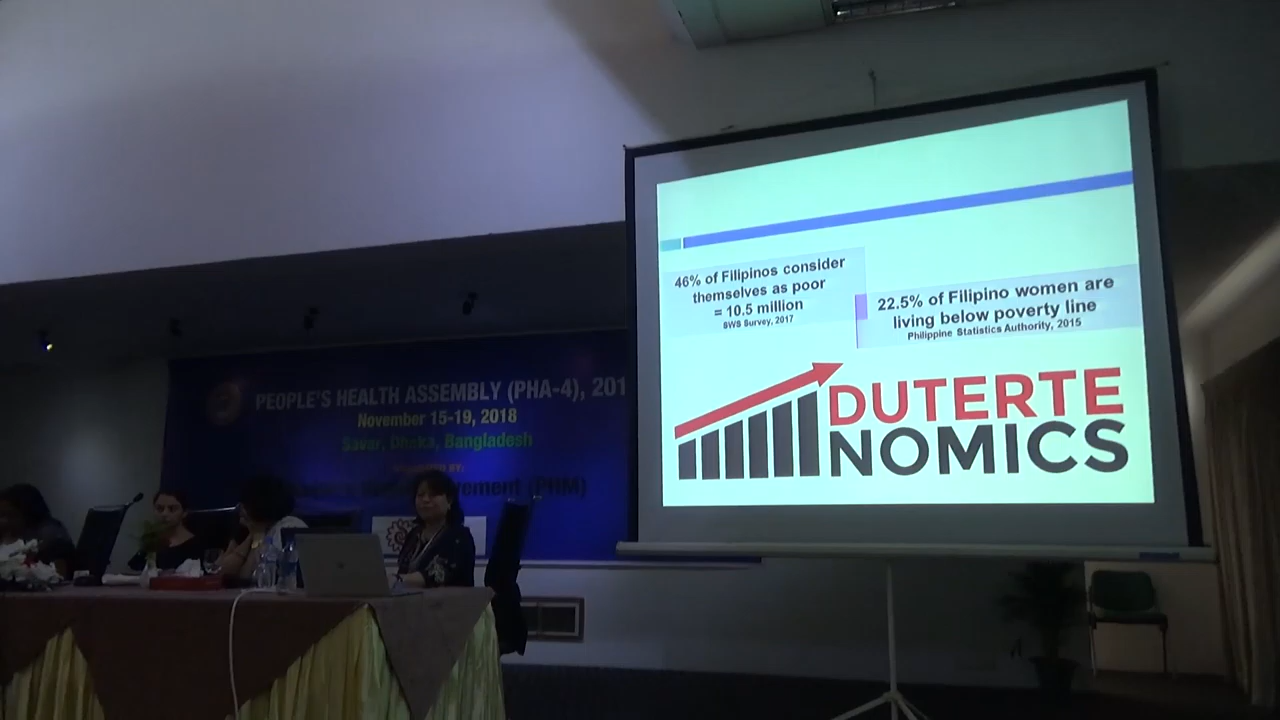 46% of Filipinos consider
themselves as poor
= 10.5 million
SWS Survey, 2017
22.5% of Filipino women are
living below poverty line
Philippine Statistics Authority, 2015
DUTERTE
NOMICS
PEOPLE'S HEALTH ASSEMBLY (PHA-4), 201
November 15-19, 2018
Savar, Dhaka, Bangladesh
BY:
(PHM)